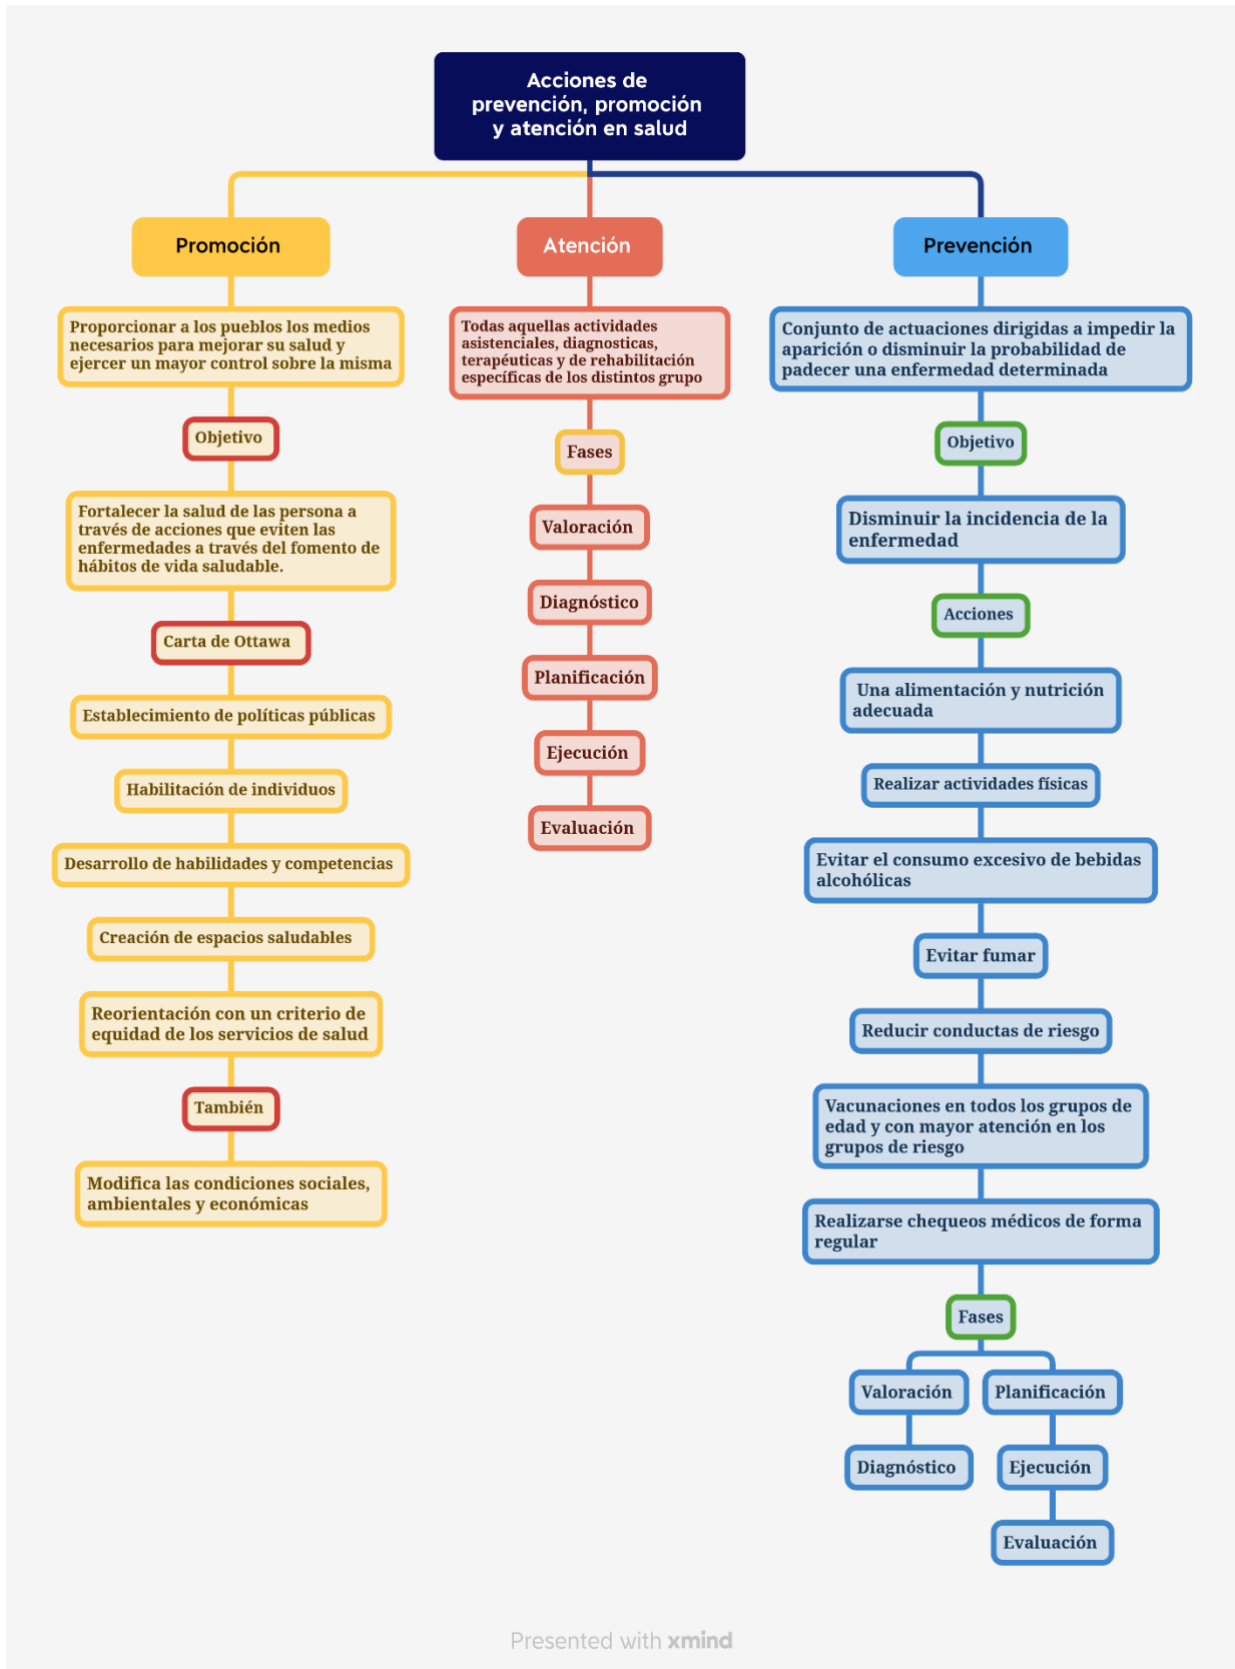 Acciones de
prevención, promoción
y atención en salud
Promoción
Proporcionar a los pueblos los medios
necesarios para mejorar su salud y
ejercer un mayor control sobre la misma
Objetivo
Fortalecer la salud de las persona a
través de acciones que eviten las
enfermedades a través del fomento de
hábitos de vida saludable.
Carta de Ottawa
Establecimiento de políticas públicas
Habilitación de individuos
Desarrollo de habilidades y competencias
Creación de espacios saludables
Reorientación con un criterio de
equidad de los servicios de salud
También
Modifica las condiciones sociales,
ambientales y económicas
Atención
Todas aquellas actividades
asistenciales, diagnosticas,
terapéuticas y de rehabilitación
específicas de los distintos grupo
Fases
Valoración
Diagnóstico
Planificación
Ejecución
Evaluación
Prevención
Conjunto de actuaciones dirigidas a impedir la
aparición o disminuir la probabilidad de
padecer una enfermedad determinada
Objetivo
Disminuir la incidencia de la
enfermedad
Acciones
Una alimentación y nutrición
adecuada
Realizar actividades físicas
Evitar el consumo excesivo de bebidas
alcohólicas
Evitar fumar
Reducir conductas de riesgo
Vacunaciones en todos los grupos de
edad y con mayor atención en los
grupos de riesgo
Realizarse chequeos médicos de forma
regular
Fases
Valoración
Diagnóstico
Planificación
Ejecución
Evaluación
Presented with xmind